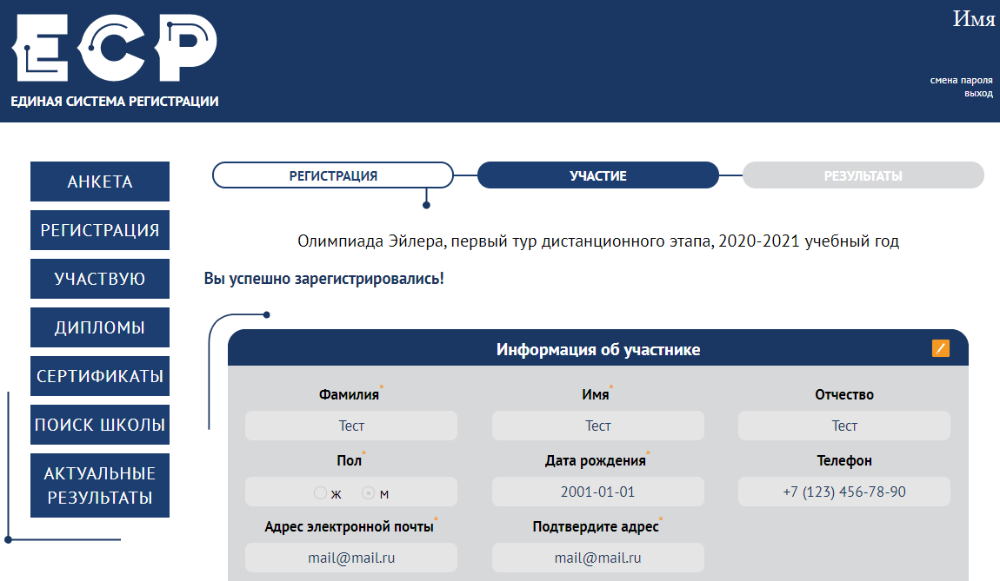 ЕСР
ЕДИНАЯ СИСТЕМА РЕГИСТРАЦИИ
Имя
смена пароля
выход
АНКЕТА
РЕГИСТРАЦИЯ
УЧАСТВУЮ
ДИПЛОМЫ
СЕРТИФИКАТЫ
ПОИСК ШКОЛЫ
АКТУАЛЬНЫЕ
РЕЗУЛЬТАТЫ
РЕГИСТРАЦИЯ УЧАСТИЕ РЕЗУЛЬТАТЫ
Олимпиада Эйлера, первый тур дистанционного этапа, 2020-2021 учебный год
Вы успешно зарегистрировались!
Информация об участнике
Фамилия* Имя* Отчество
Тест Тест Тест
Пол* Дата рождения* Телефон
Ж М 2001-01-01 +7 (123) 456-78-90
Адрес электронной почты* Подтвердите адрес*
mail@mail.ru mail@mail.ru